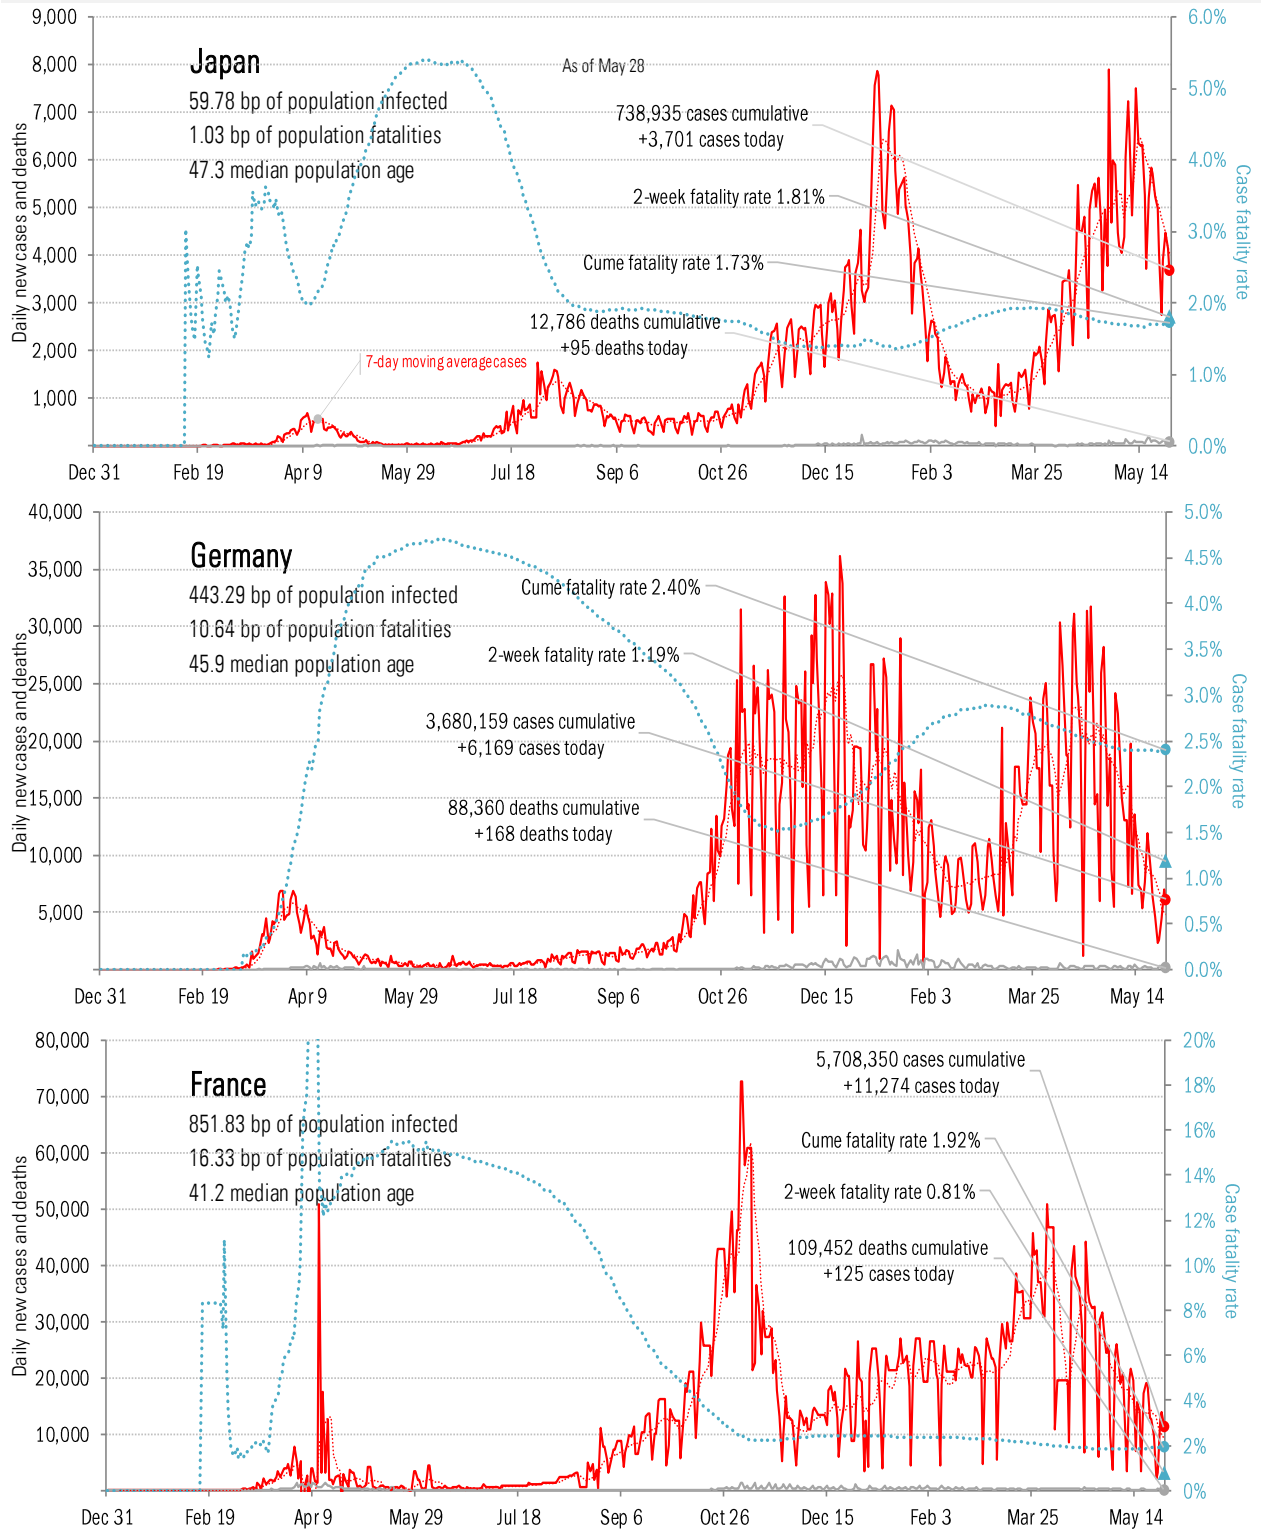 9,000
8,000
7,000
6,000
5,000
4,000
3,000
2,000
1,000
Daily new cases and deaths
Japan
59.78 bp of population infected
1.03 bp of population fatalities
47.3 median population age
As of May 28
738,935 cases cumulative
+3,701 cases today
2-week fatality rate 1.81%
Cume fatality rate 1.73%
12,786 deaths cumulative
+95 deaths today
7-day moving average cases
6.0%
5.0%
4.0%
3.0%
2.0%
1.0%
0.0%
Case fatality rate
Dec 31 Feb 19 Apr 9 May 29 Jul 18 Sep 6 Oct 26 Dec 15 Feb 3 Mar 25 May 14
40,000
35,000
30,000
25,000
20,000
15,000
10,000
5,000
Daily new cases and deaths
Germany
443.29 bp of population infected
10.64 bp of population fatalities
45.9 median population age
Cume fatality rate 2.40%
2-week fatality rate 1.19%
3,680,159 cases cumulative
+6,169 cases today
88,360 deaths cumulative
+168 deaths today
5.0%
4.5%
4.0%
3.5%
3.0%
2.5%
2.0%
1.5%
1.0%
0.5%
0.0%
Case fatality rate
Dec 31 Feb 19 Apr 9 May 29 Jul 18 Sep 6 Oct 26 Dec 15 Feb 3 Mar 25 May 14
80,000
70,000
60,000
50,000
40,000
30,000
20,000
10,000
Daily new cases and deaths
France
851.83 bp of population infected
16.33 bp of population fatalities
41.2 median population age
5,708,350 cases cumulative
+11,274 cases today
Cume fatality rate 1.92%
2-week fatality rate 0.81%
109,452 deaths cumulative
+125 cases today
20%
18%
16%
14%
12%
10%
8%
6%
4%
2%
0%
Case fatality rate
Dec 31 Feb 19 Apr 9 May 29 Jul 18 Sep 6 Oct 26 Dec 15 Feb 3 Mar 25 May 14